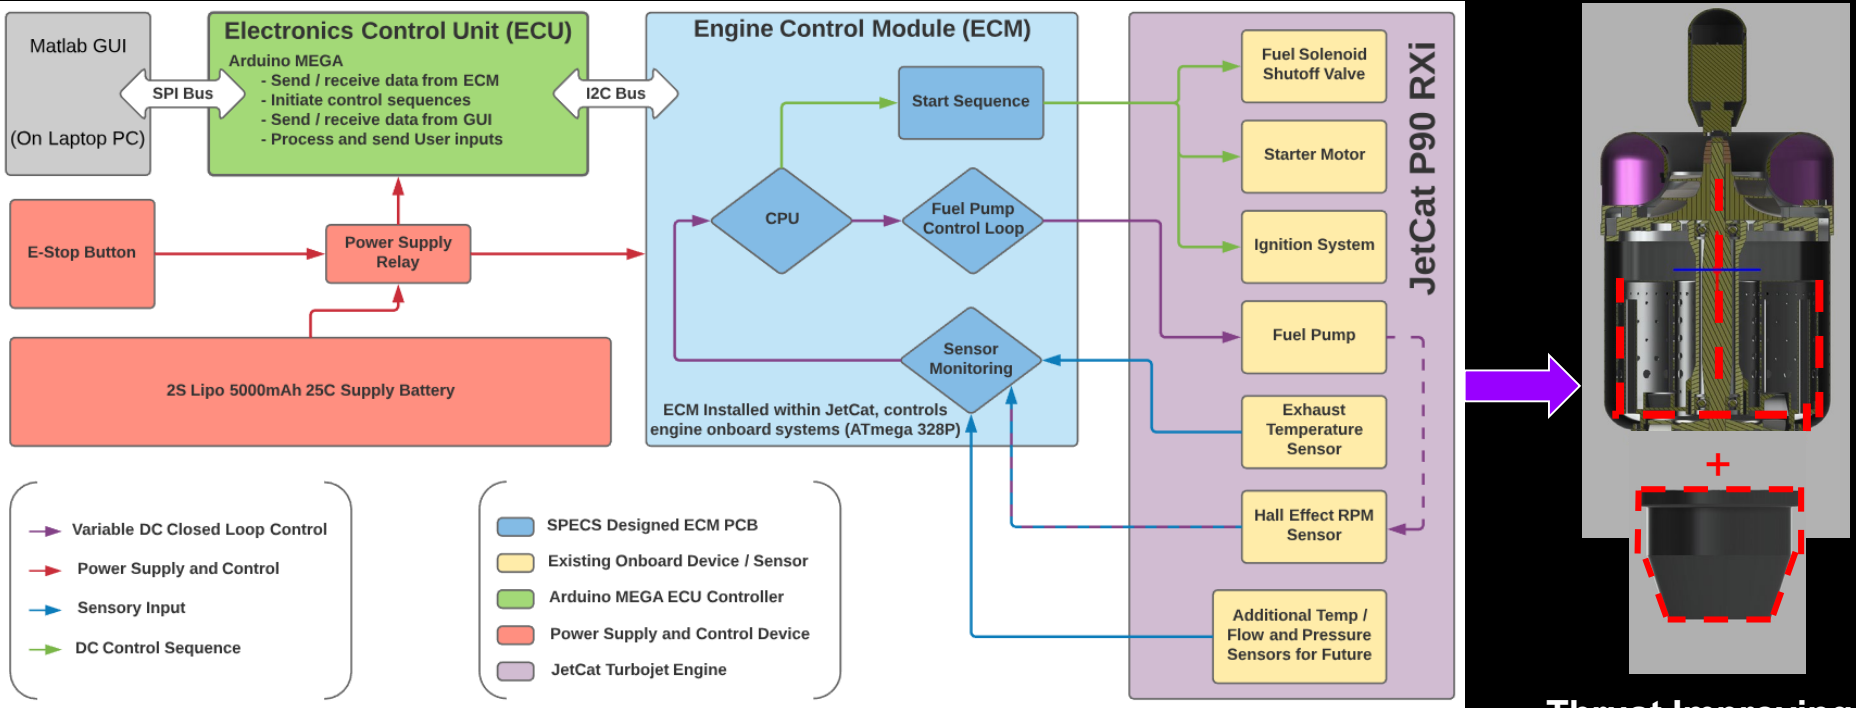 Matlab GUI
(On Laptop PC)
SPI Bus
Electronics Control Unit (ECU)
Arduino MEGA
- Send / receive data from ECM
- Initiate control sequences
- Send / receive data from GUI
- Process and send User inputs
I2C Bus
E-Stop Button
Power Supply
Relay
2S Lipo 5000mAh 25C Supply Battery
Engine Control Module (ECM)
Start Sequence
CPU
Fuel Pump
Control Loop
Sensor
Monitoring
ECM Installed within JetCat, controls
engine onboard systems (ATmega 328P)
JetCat P90 RXi
Fuel Solenoid
Shutoff Valve
Starter Motor
Ignition System
Fuel Pump
Exhaust
Temperature
Sensor
Hall Effect RPM
Sensor
Additional Temp /
Flow and Pressure
Sensors for Future
Variable DC Closed Loop Control
Power Supply and Control
Sensory Input
DC Control Sequence
SPECS Designed ECM PCB
Existing Onboard Device / Sensor
Arduino MEGA ECU Controller
Power Supply and Control Device
JetCat Turbojet Engine
+
Thrust Improving